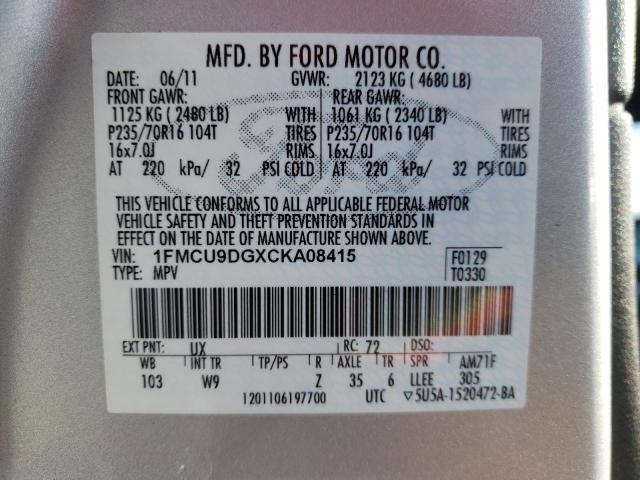 MFD. BY FORD MOTOR CO.
DATE: 06/11 GVWR: 2123 KG ( 4680 LB)
FRONT GAWR: REAR GAWR:
1125 KG ( 2480 LB) WITH 1061 KG ( 2340 LB) WITH
P235/70R16 104T TIRES P235/70R16 104T TIRES
16x7.0J RIMS 16x7.0J RIMS
AT 220 kPa/ 32 PSI COLD AT 220 kPa/ 32 PSI COLD
Ford
THIS VEHICLE CONFORMS TO ALL APPLICABLE FEDERAL MOTOR
VEHICLE SAFETY AND THEFT PREVENTION STANDARDS IN
EFFECT ON THE DATE OF MANUFACTURE SHOWN ABOVE.
VIN: 1FMCU9DGXCKA08415 F0129
TYPE: MPV T0330
EXT PNT: UX RC: 72 DSO:
WB INT TR TP/PS R AXLE TR SPR AM71F
103 W9 Z 35 6 LLEE 305
1201106197700 UTC ▽5U5A-1520472-BA